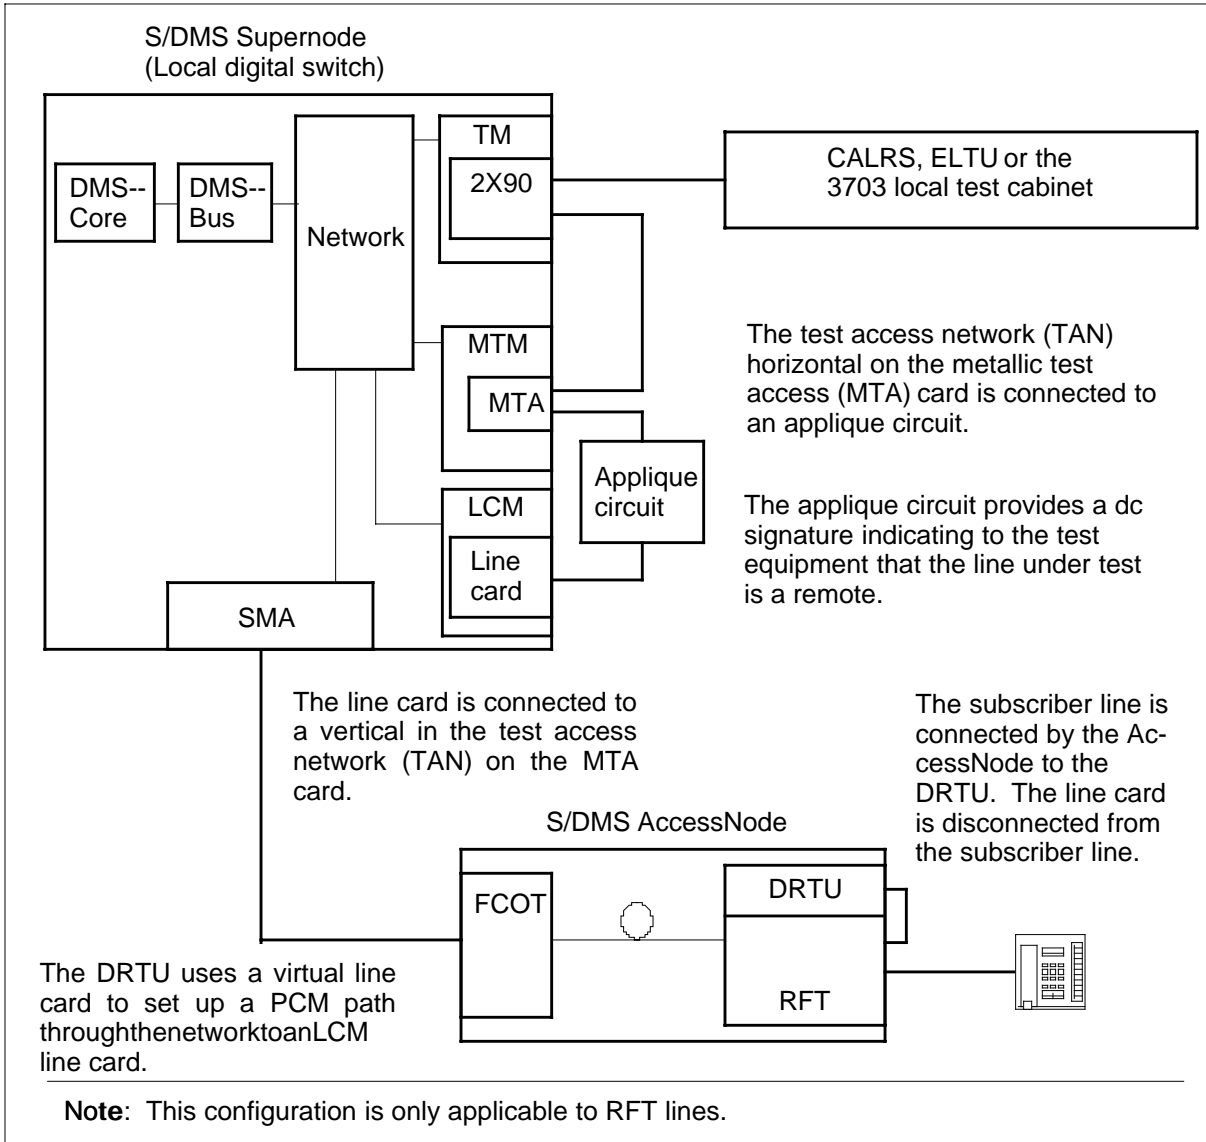 S/DMS Supernode
(Local digital switch)
TM
2X90
CALRS, ELTU or the
3703 local test cabinet
DMS--
Core
DMS--
Bus
Network
MTM
MTA
The test access network (TAN)
horizontal on the metallic test
access (MTA) card is connected to
an applique circuit.
Applique
circuit
LCM
Line
card
The applique circuit provides a dc
signature indicating to the test
equipment that the line under test
is a remote.
SMA
The line card is connected to
a vertical in the test access
network (TAN) on the MTA
card.
The subscriber line is
connected by the Ac-
cessNode to the
DRTU. The line card
is disconnected from
the subscriber line.
S/DMS AccessNode
FCOT
DRTU
RFT
The DRTU uses a virtual line
card to set up a PCM path
throughthenetworktoanLCM
line card.
Note: This configuration is only applicable to RFT lines.